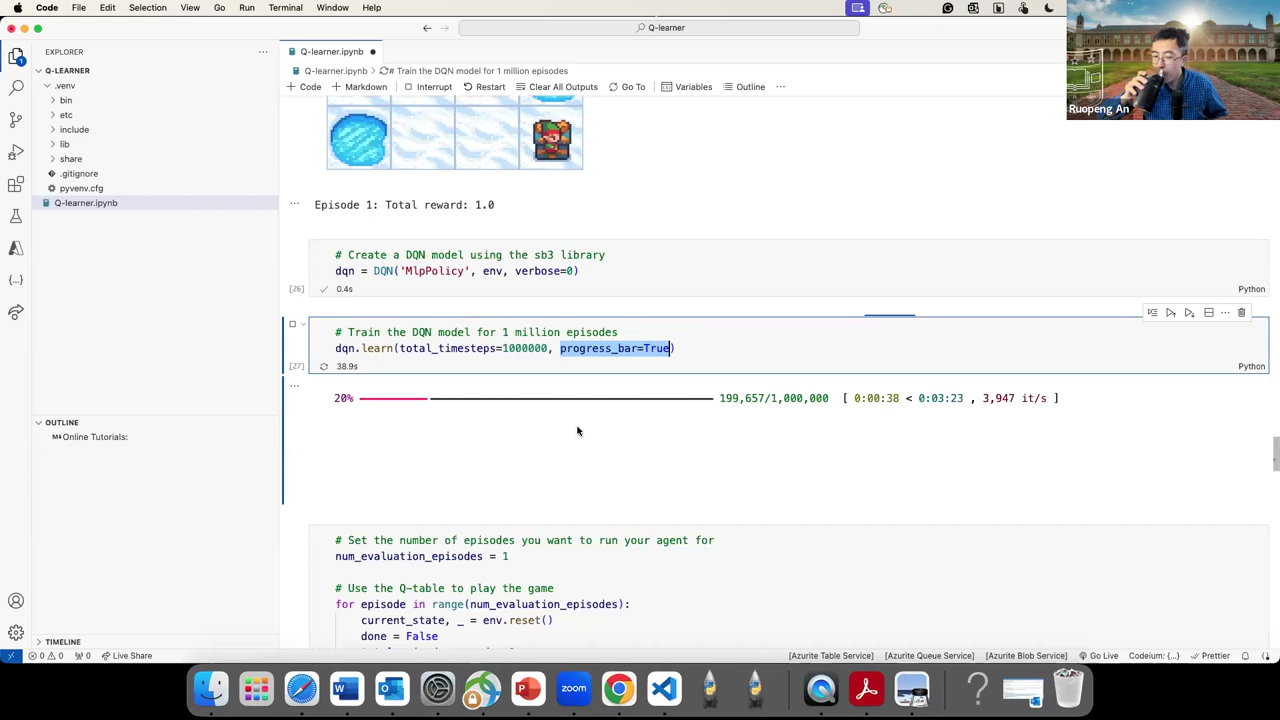 Code File Edit Selection View Go Run Terminal Window Help
Q-learner
EXPLORER
Q-LEARNER
.venv
bin
etc
include
lib
share
.gitignore
pyvenv.cfg
Q-learner.ipynb
OUTLINE
M↓ Online Tutorials:
TIMELINE
Q-learner.ipynb
Q-learner.ipynb > # Train the DQN model for 1 million episodes
+ Code + Markdown Interrupt Restart Clear All Outputs Go To Variables Outline ...
Ruopeng An
Episode 1: Total reward: 1.0
# Create a DQN model using the sb3 library
dqn = DQN('MlpPolicy', env, verbose=0)
[26] 0.4s Python
# Train the DQN model for 1 million episodes
dqn.learn(total_timesteps=1000000, progress_bar=True)
[27] 38.9s Python
20% 199,657/1,000,000 [ 0:00:38 < 0:03:23 , 3,947 it/s ]
# Set the number of episodes you want to run your agent for
num_evaluation_episodes = 1
# Use the Q-table to play the game
for episode in range(num_evaluation_episodes):
current_state, _ = env.reset()
done = False
0 0 0 Live Share [Azurite Table Service] [Azurite Queue Service] [Azurite Blob Service] Go Live Codeium: {...} Prettier
zoom